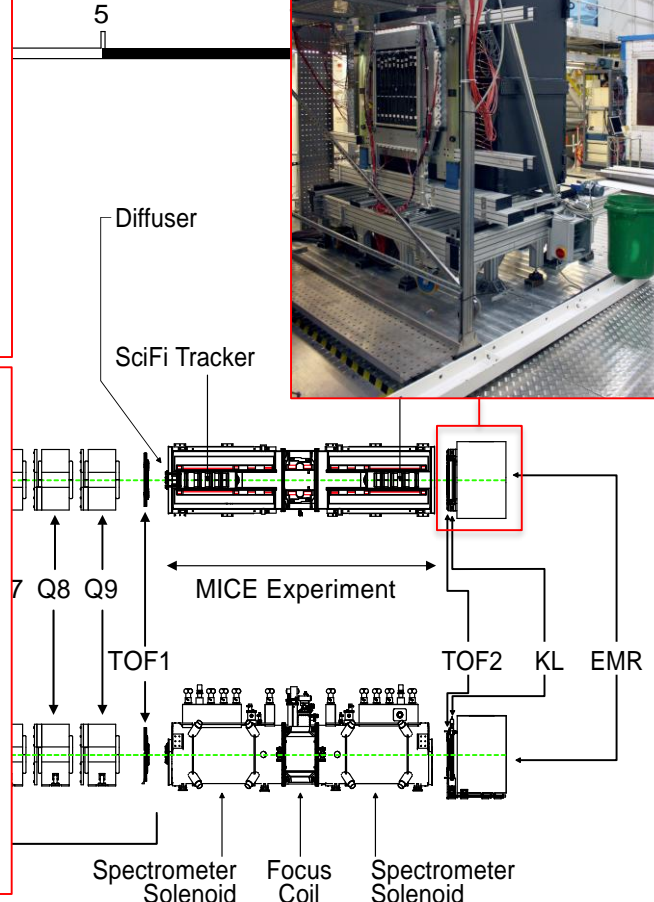 5
Diffuser
SciFi Tracker
7 Q8 Q9
MICE Experiment
TOF1
TOF2 KL EMR
Spectrometer
Solenoid
Focus
Coil
Spectrometer
Solenoid